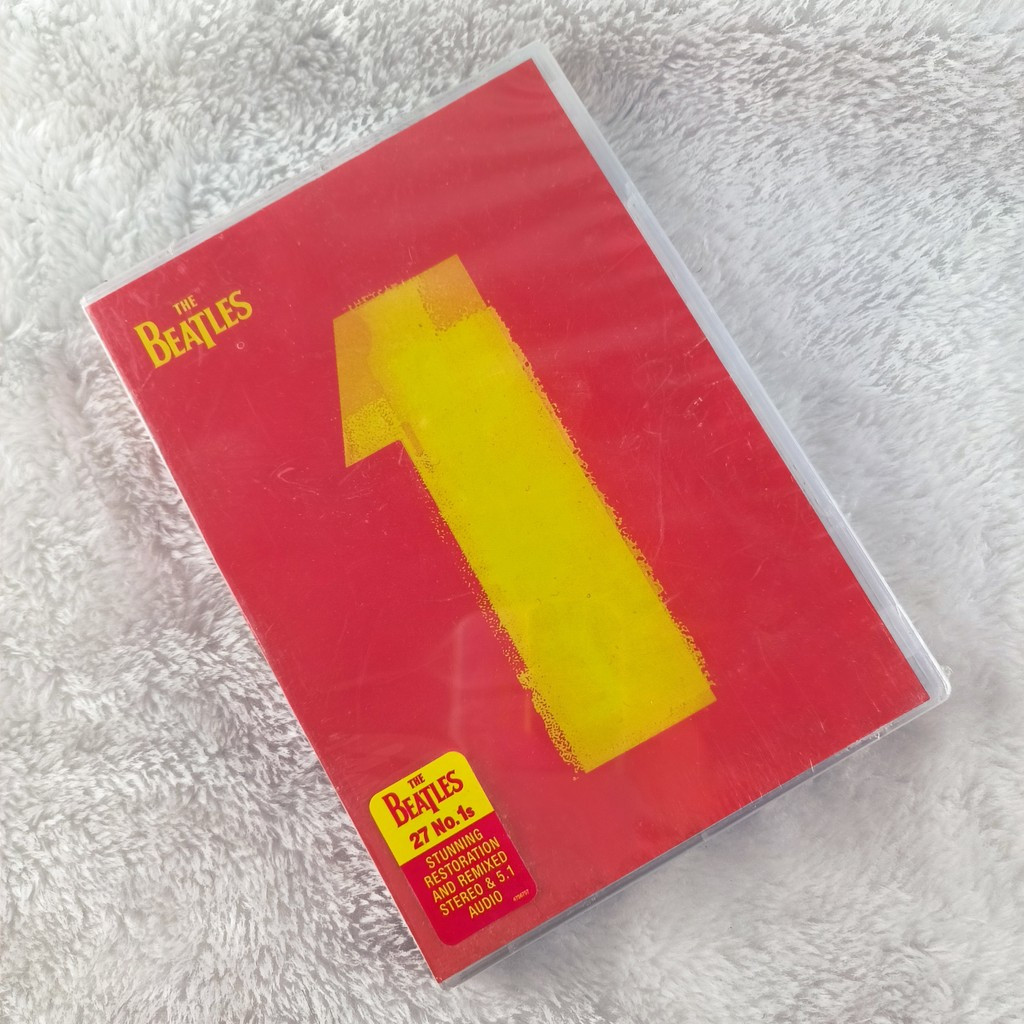 THE
BEATLES
1
THE
BEATLES
27 No.1s
STUNNING
RESTORATION
AND REMIXED
STEREO & 5.1
AUDIO